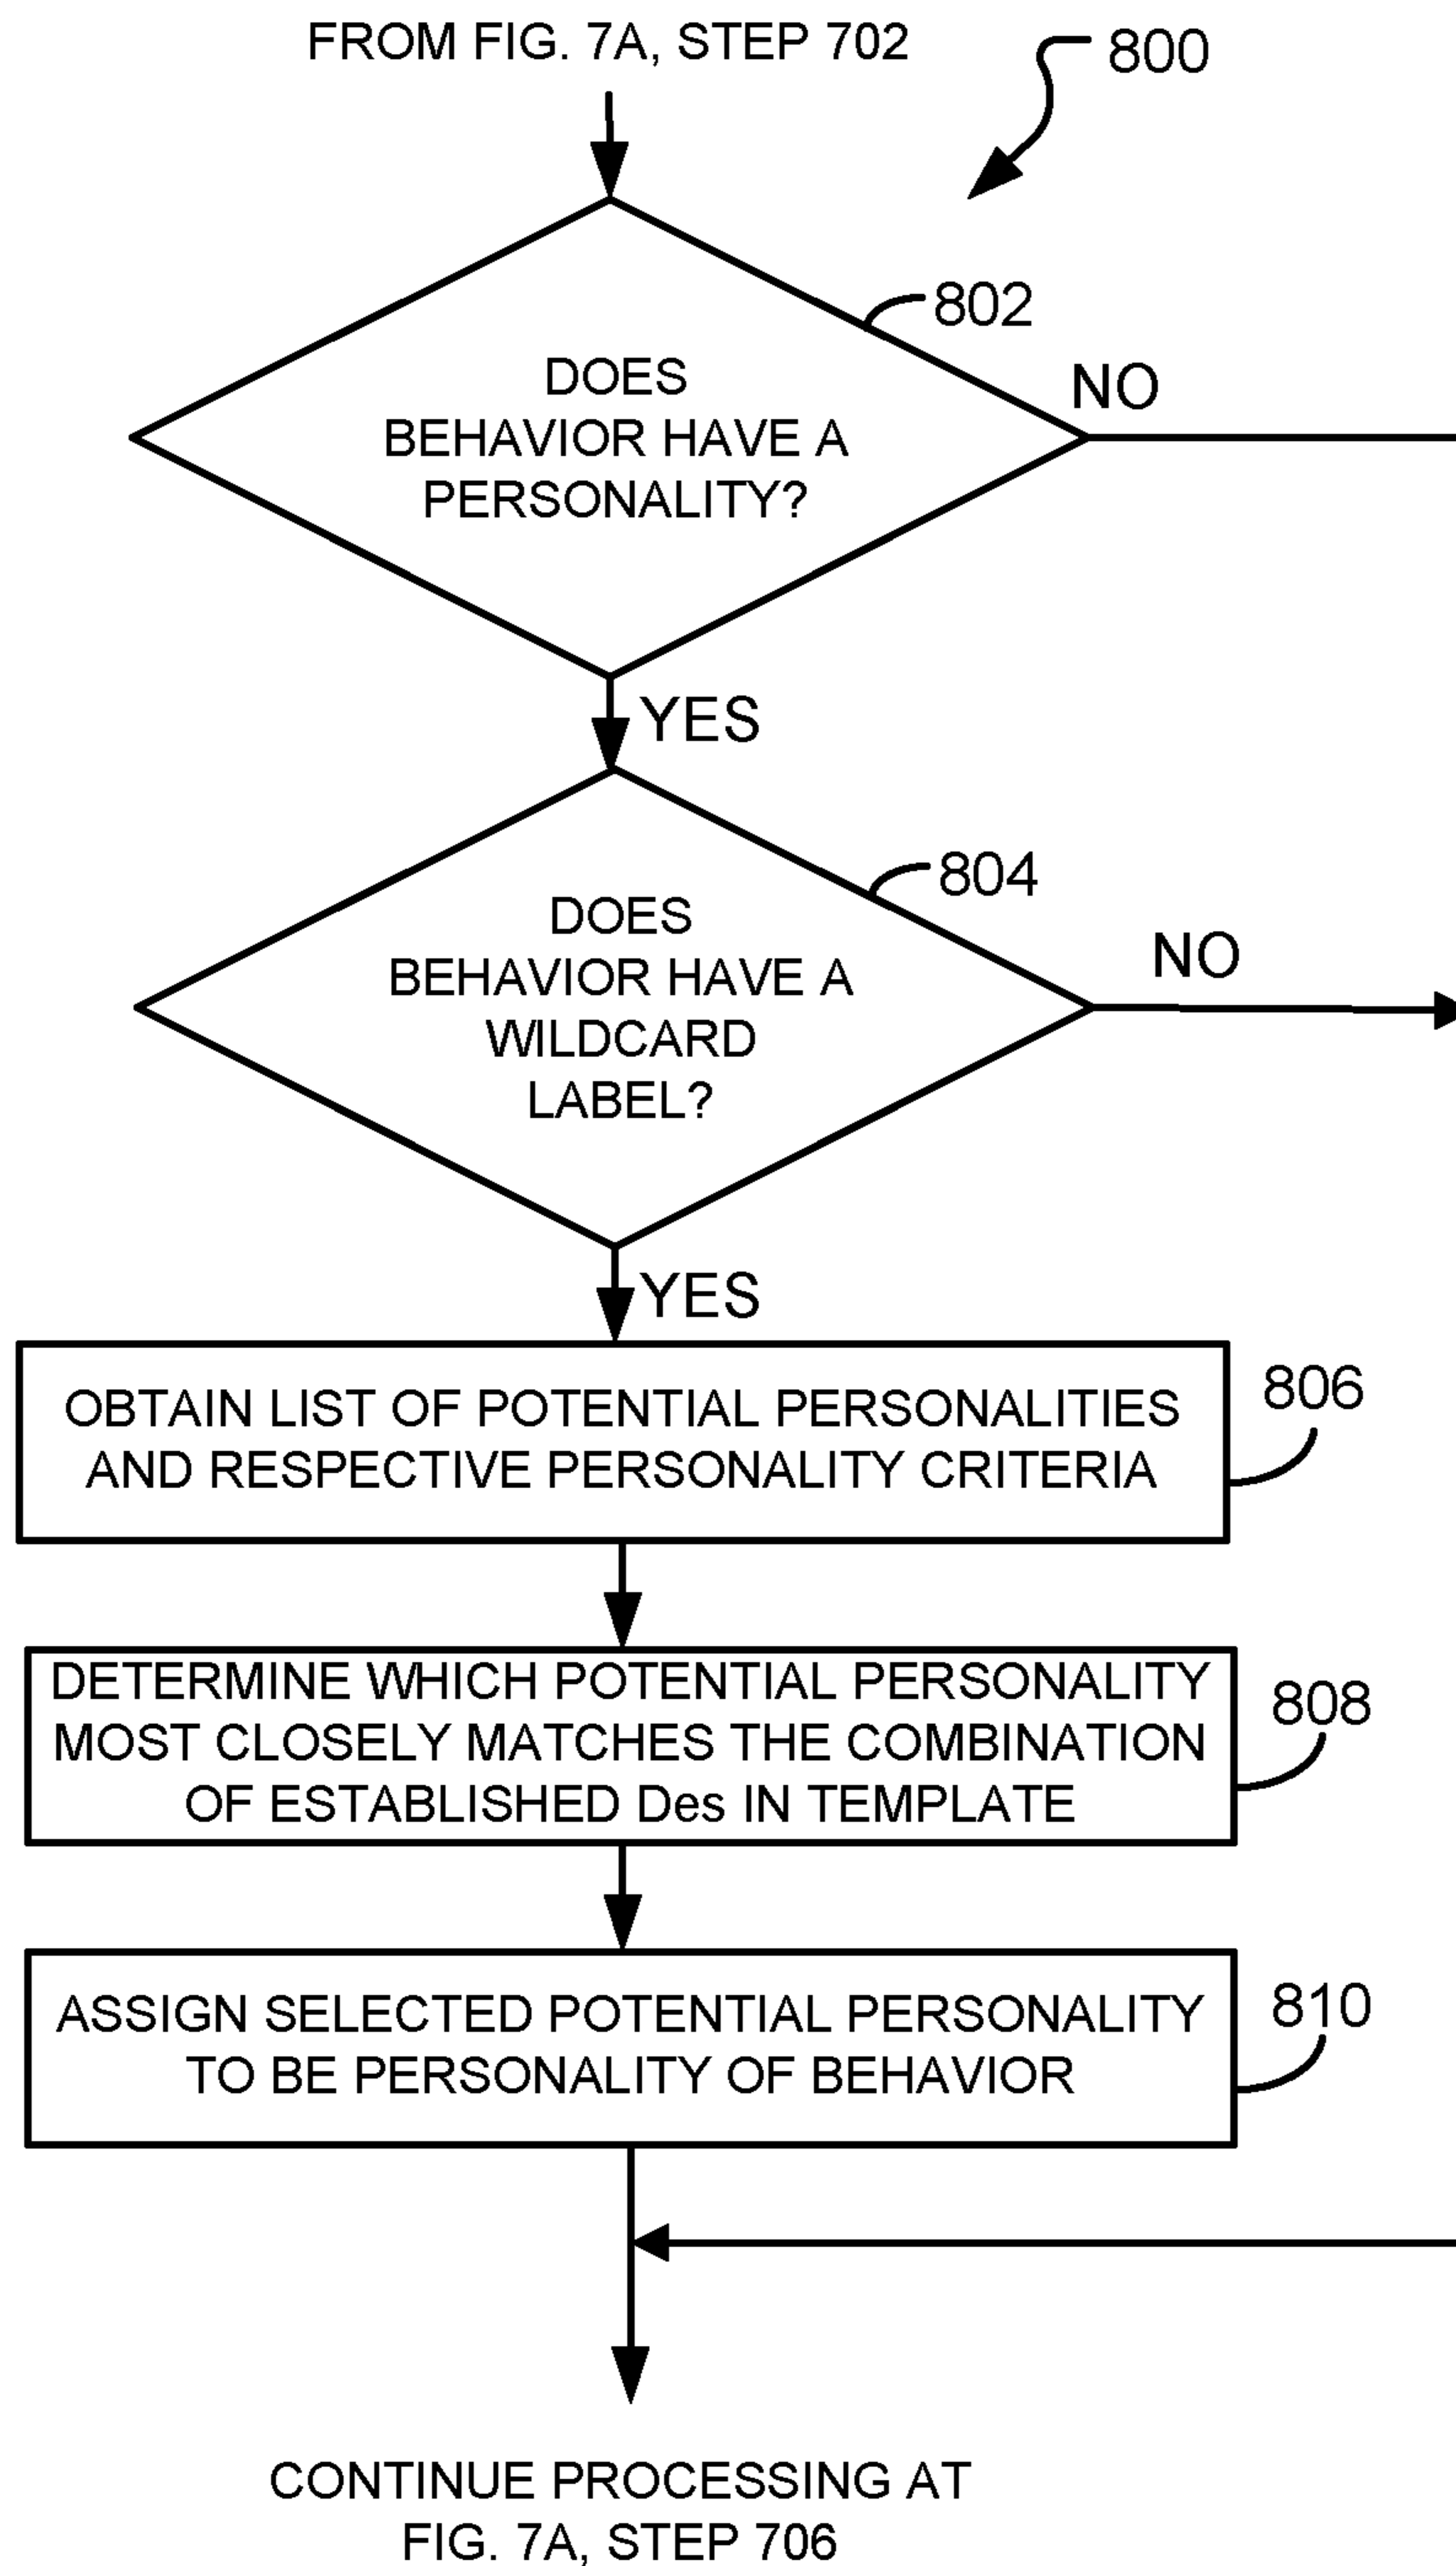 FROM FIG. 7A, STEP 702
800
802
DOES
BEHAVIOR HAVE A
PERSONALITY?
NO
YES
804
DOES
BEHAVIOR HAVE A
WILDCARD
LABEL?
NO
YES
OBTAIN LIST OF POTENTIAL PERSONALITIES
AND RESPECTIVE PERSONALITY CRITERIA
806
DETERMINE WHICH POTENTIAL PERSONALITY
MOST CLOSELY MATCHES THE COMBINATION
OF ESTABLISHED Des IN TEMPLATE
808
ASSIGN SELECTED POTENTIAL PERSONALITY
TO BE PERSONALITY OF BEHAVIOR
810
CONTINUE PROCESSING AT
FIG. 7A, STEP 706